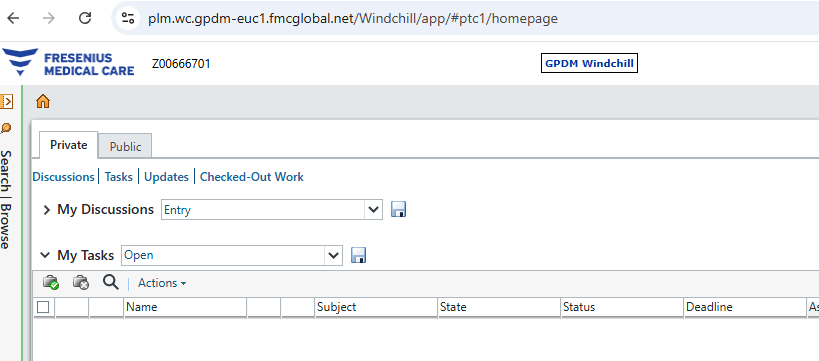 plm.wc.gpdm-euc1.fmcglobal.net/Windchill/app/#ptc1/homepage
FRESENIUS
MEDICAL CARE
Z00666701
GPDM Windchill
Search | Browse
Private Public
Discussions | Tasks | Updates | Checked-Out Work
My Discussions Entry
My Tasks Open
Actions
Name Subject State Status Deadline As